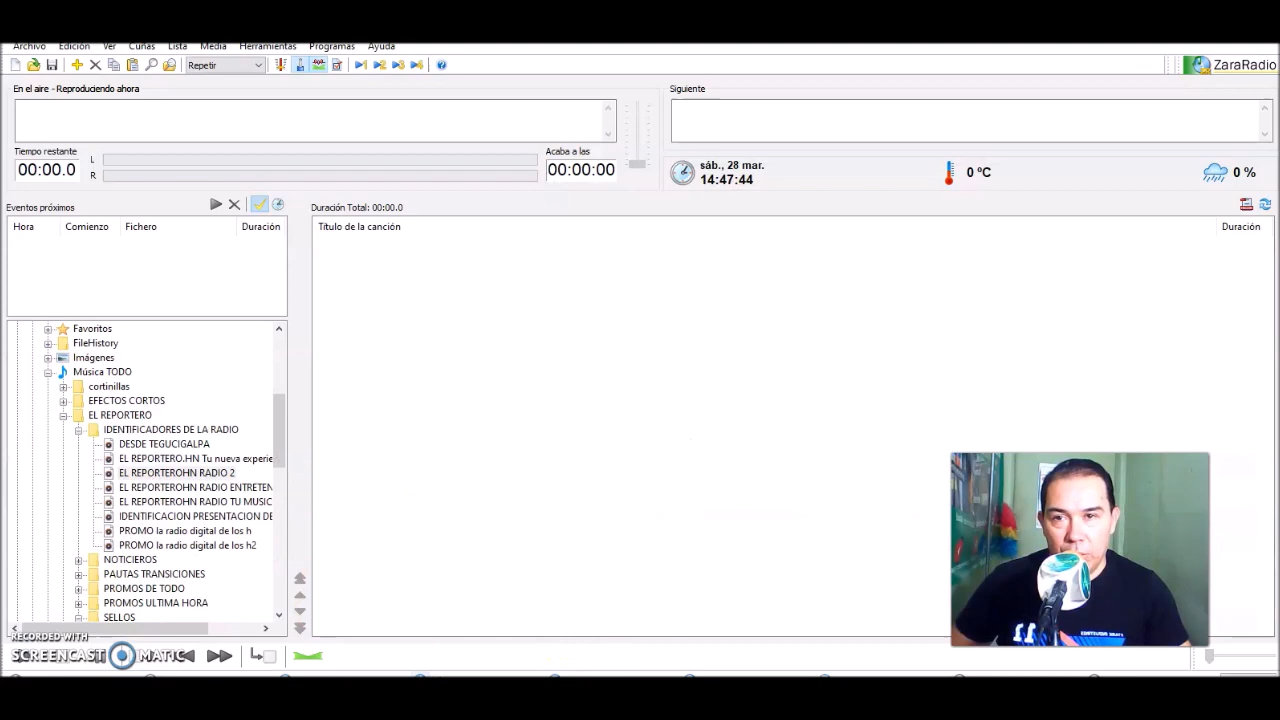 Archivo Edición Ver Cuñas Lista Media Herramientas Programas Ayuda
Repetir
1 2 3 4
ZaraRadio
En el aire - Reproduciendo ahora
Siguiente
Tiempo restante
00:00.0
L
R
Acaba a las
00:00:00
sáb., 28 mar.
14:47:44
0 ºC
0 %
Eventos próximos
Hora Comienzo Fichero Duración
Duración Total: 00:00.0
Título de la canción Duración
Favoritos
FileHistory
Imágenes
Música TODO
cortinillas
EFECTOS CORTOS
EL REPORTERO
IDENTIFICADORES DE LA RADIO
DESDE TEGUCIGALPA
EL REPORTERO.HN Tu nueva experie
EL REPORTEROHN RADIO 2
EL REPORTEROHN RADIO ENTRETEN
EL REPORTEROHN RADIO TU MUSIC
IDENTIFICACION PRESENTACION DE
PROMO la radio digital de los h
PROMO la radio digital de los h2
NOTICIEROS
PAUTAS TRANSICIONES
PROMOS DE TODO
PROMOS ULTIMA HORA
SELLOS
RECORDED WITH
SCREENCAST MATIC